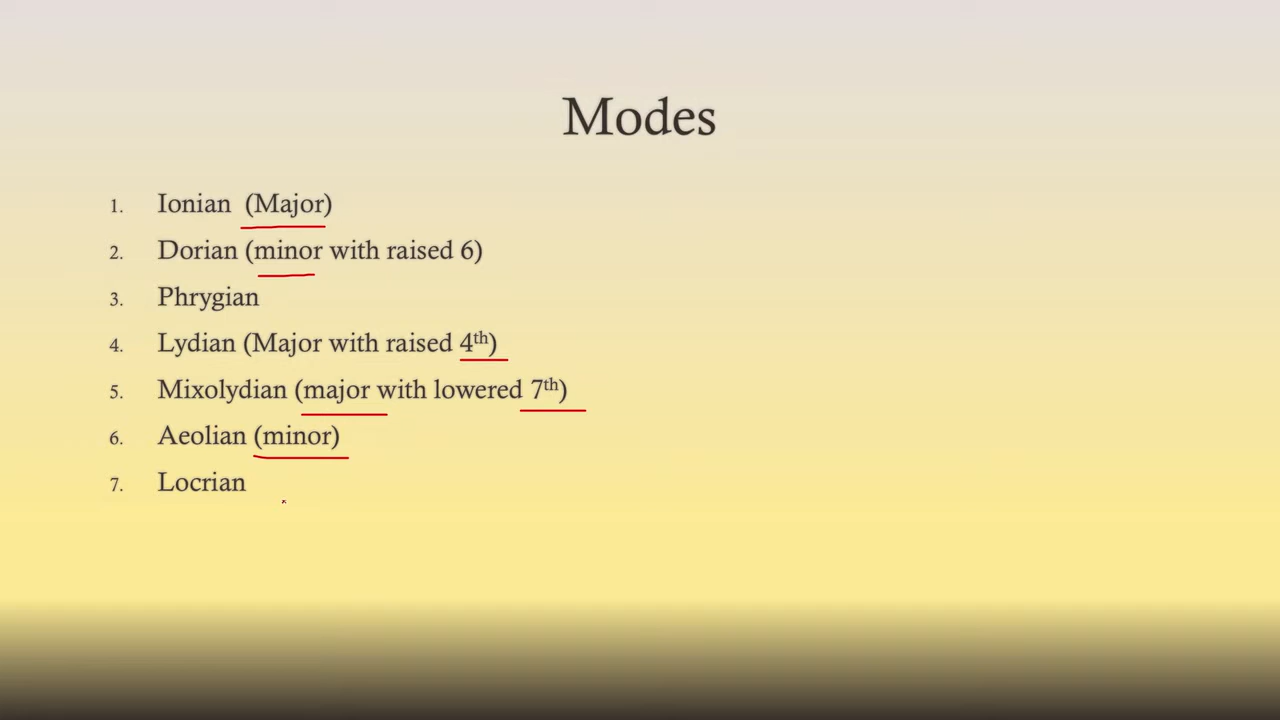 Modes
1. Ionian (Major)
2. Dorian (minor with raised 6)
3. Phrygian
4. Lydian (Major with raised 4th)
5. Mixolydian (major with lowered 7th)
6. Aeolian (minor)
7. Locrian